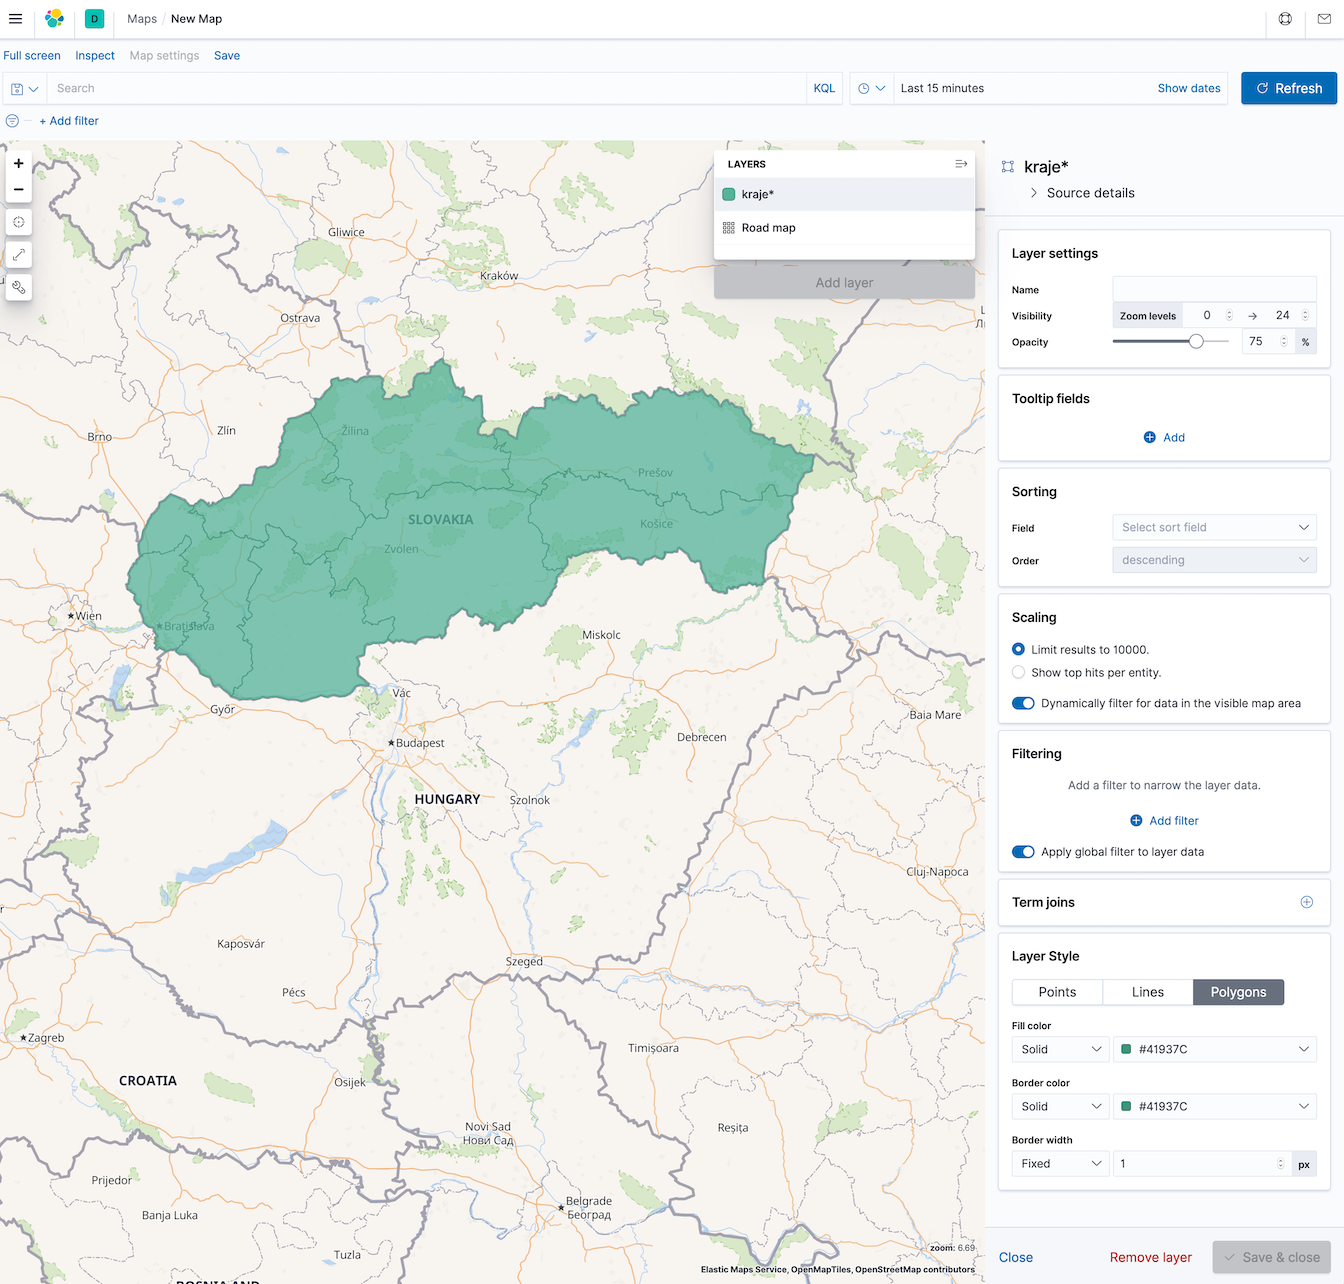 D Maps / New Map
Full screen Inspect Map settings Save
Search KQL Last 15 minutes Show dates Refresh
+ Add filter
LAYERS
kraje*
Road map
Add layer
Gliwice
Kraków
Ostrava
Brno
Zlín
Žilina
Prešov
SLOVAKIA
Košice
Zvolen
Wien
Bratislava
Miskolc
Vác
Győr
Baia Mare
Budapest
Debrecen
HUNGARY
Szolnok
Cluj-Napoca
Kaposvár
Szeged
Pécs
Zagreb
Timișoara
CROATIA
Osijek
Novi Sad
Нови Сад
Reșița
Prijedor
Belgrade
Београд
Banja Luka
Tuzla
BOSNIA AND
zoom: 6.69
Elastic Maps Service, OpenMapTiles, OpenStreetMap contributors
kraje*
Source details
Layer settings
Name
Visibility Zoom levels 0 → 24
Opacity 75 %
Tooltip fields
Add
Sorting
Field Select sort field
Order descending
Scaling
Limit results to 10000.
Show top hits per entity.
Dynamically filter for data in the visible map area
Filtering
Add a filter to narrow the layer data.
Add filter
Apply global filter to layer data
Term joins
Layer Style
Points Lines Polygons
Fill color
Solid #41937C
Border color
Solid #41937C
Border width
Fixed 1 px
Close Remove layer Save & close